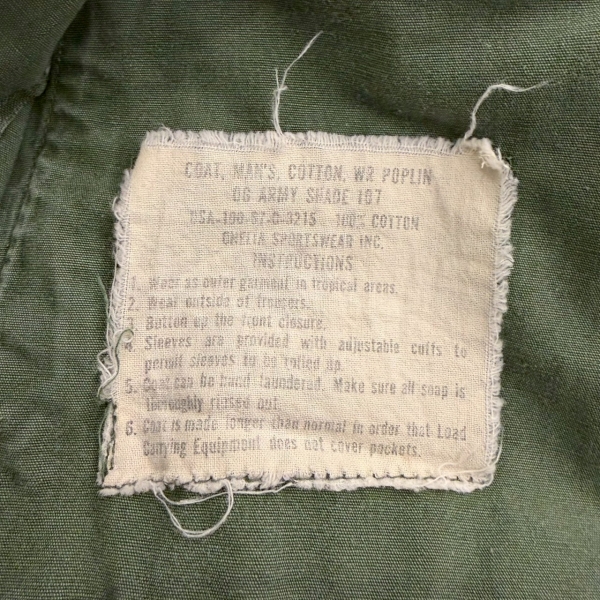 COAT, MAN'S, COTTON, WR POPLIN
OG ARMY SHADE 107
DSA-100-67-C-3215 100% COTTON
SPORTSWEAR INC.
INSTRUCTIONS
1. Wear as outer garment in tropical areas.
2. Wear outside of trousers.
3. Button up the front closure.
4. Sleeves are provided with adjustable cuffs to
permit sleeves to be rolled up.
5. Coat can be hand laundered. Make sure all soap is
thoroughly rinsed out.
6. Coat is made longer than normal in order that Load
Carrying Equipment does not cover pockets.